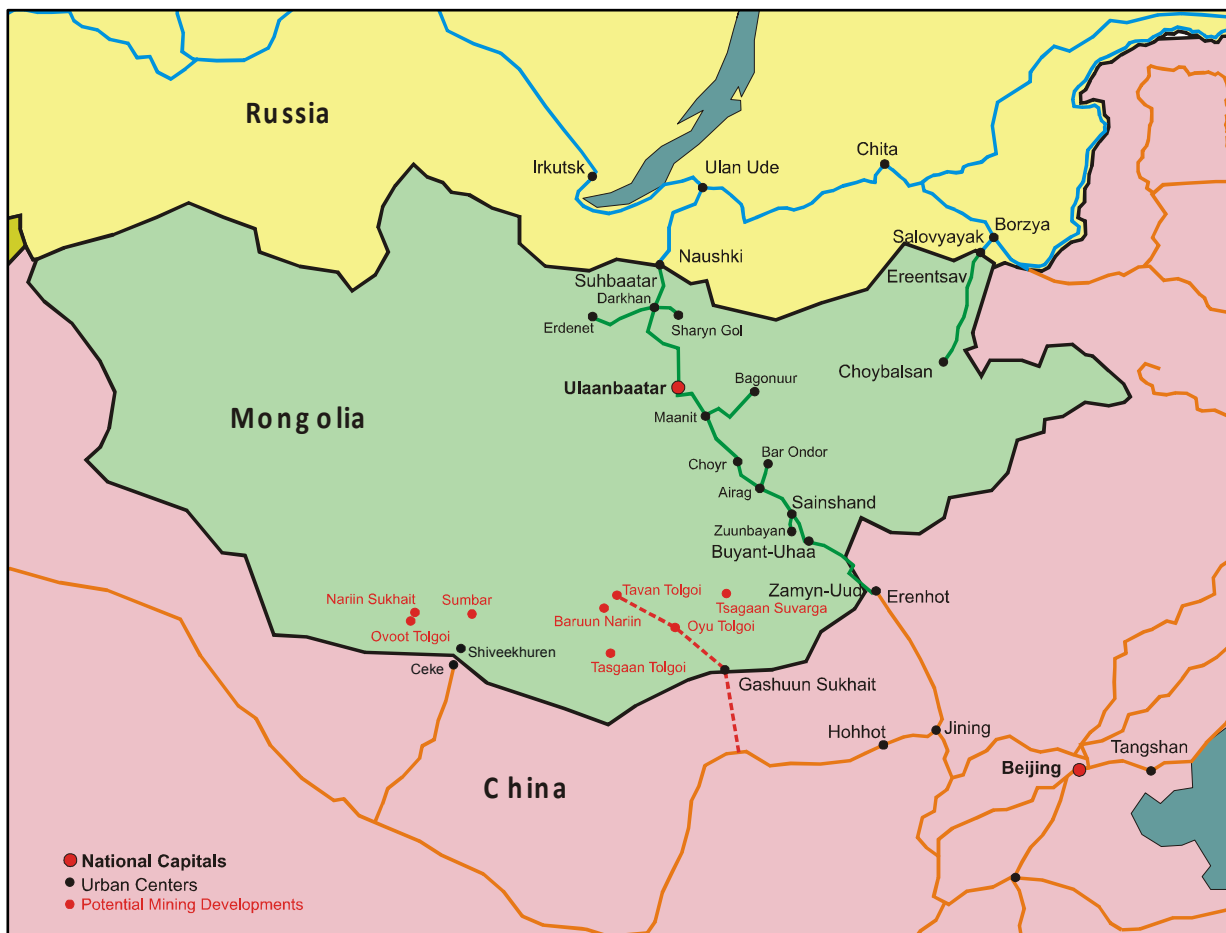 Russia
Irkutsk
Ulan Ude
Chita
Borzya
Salovyayak
Naushki
Ereentsav
Suhbaatar
Darkhan
Erdenet
Sharyn Gol
Choybalsan
Ulaanbaatar
Bagonuur
Mongolia
Maanit
Choyr
Bar Ondor
Airag
Sainshand
Zuunbayan
Buyant-Uhaa
Zamyn-Uud
Erenhot
Tavan Tolgoi
Nariin Sukhait
Sumbar
Tsagaan Suvarga
Baruun Nariin
Oyu Tolgoi
Ovoot Tolgoi
Shiveekhuren
Ceke
Tasgaan Tolgoi
Gashuun Sukhait
Hohhot
Jining
Tangshan
Beijing
China
National Capitals
Urban Centers
Potential Mining Developments